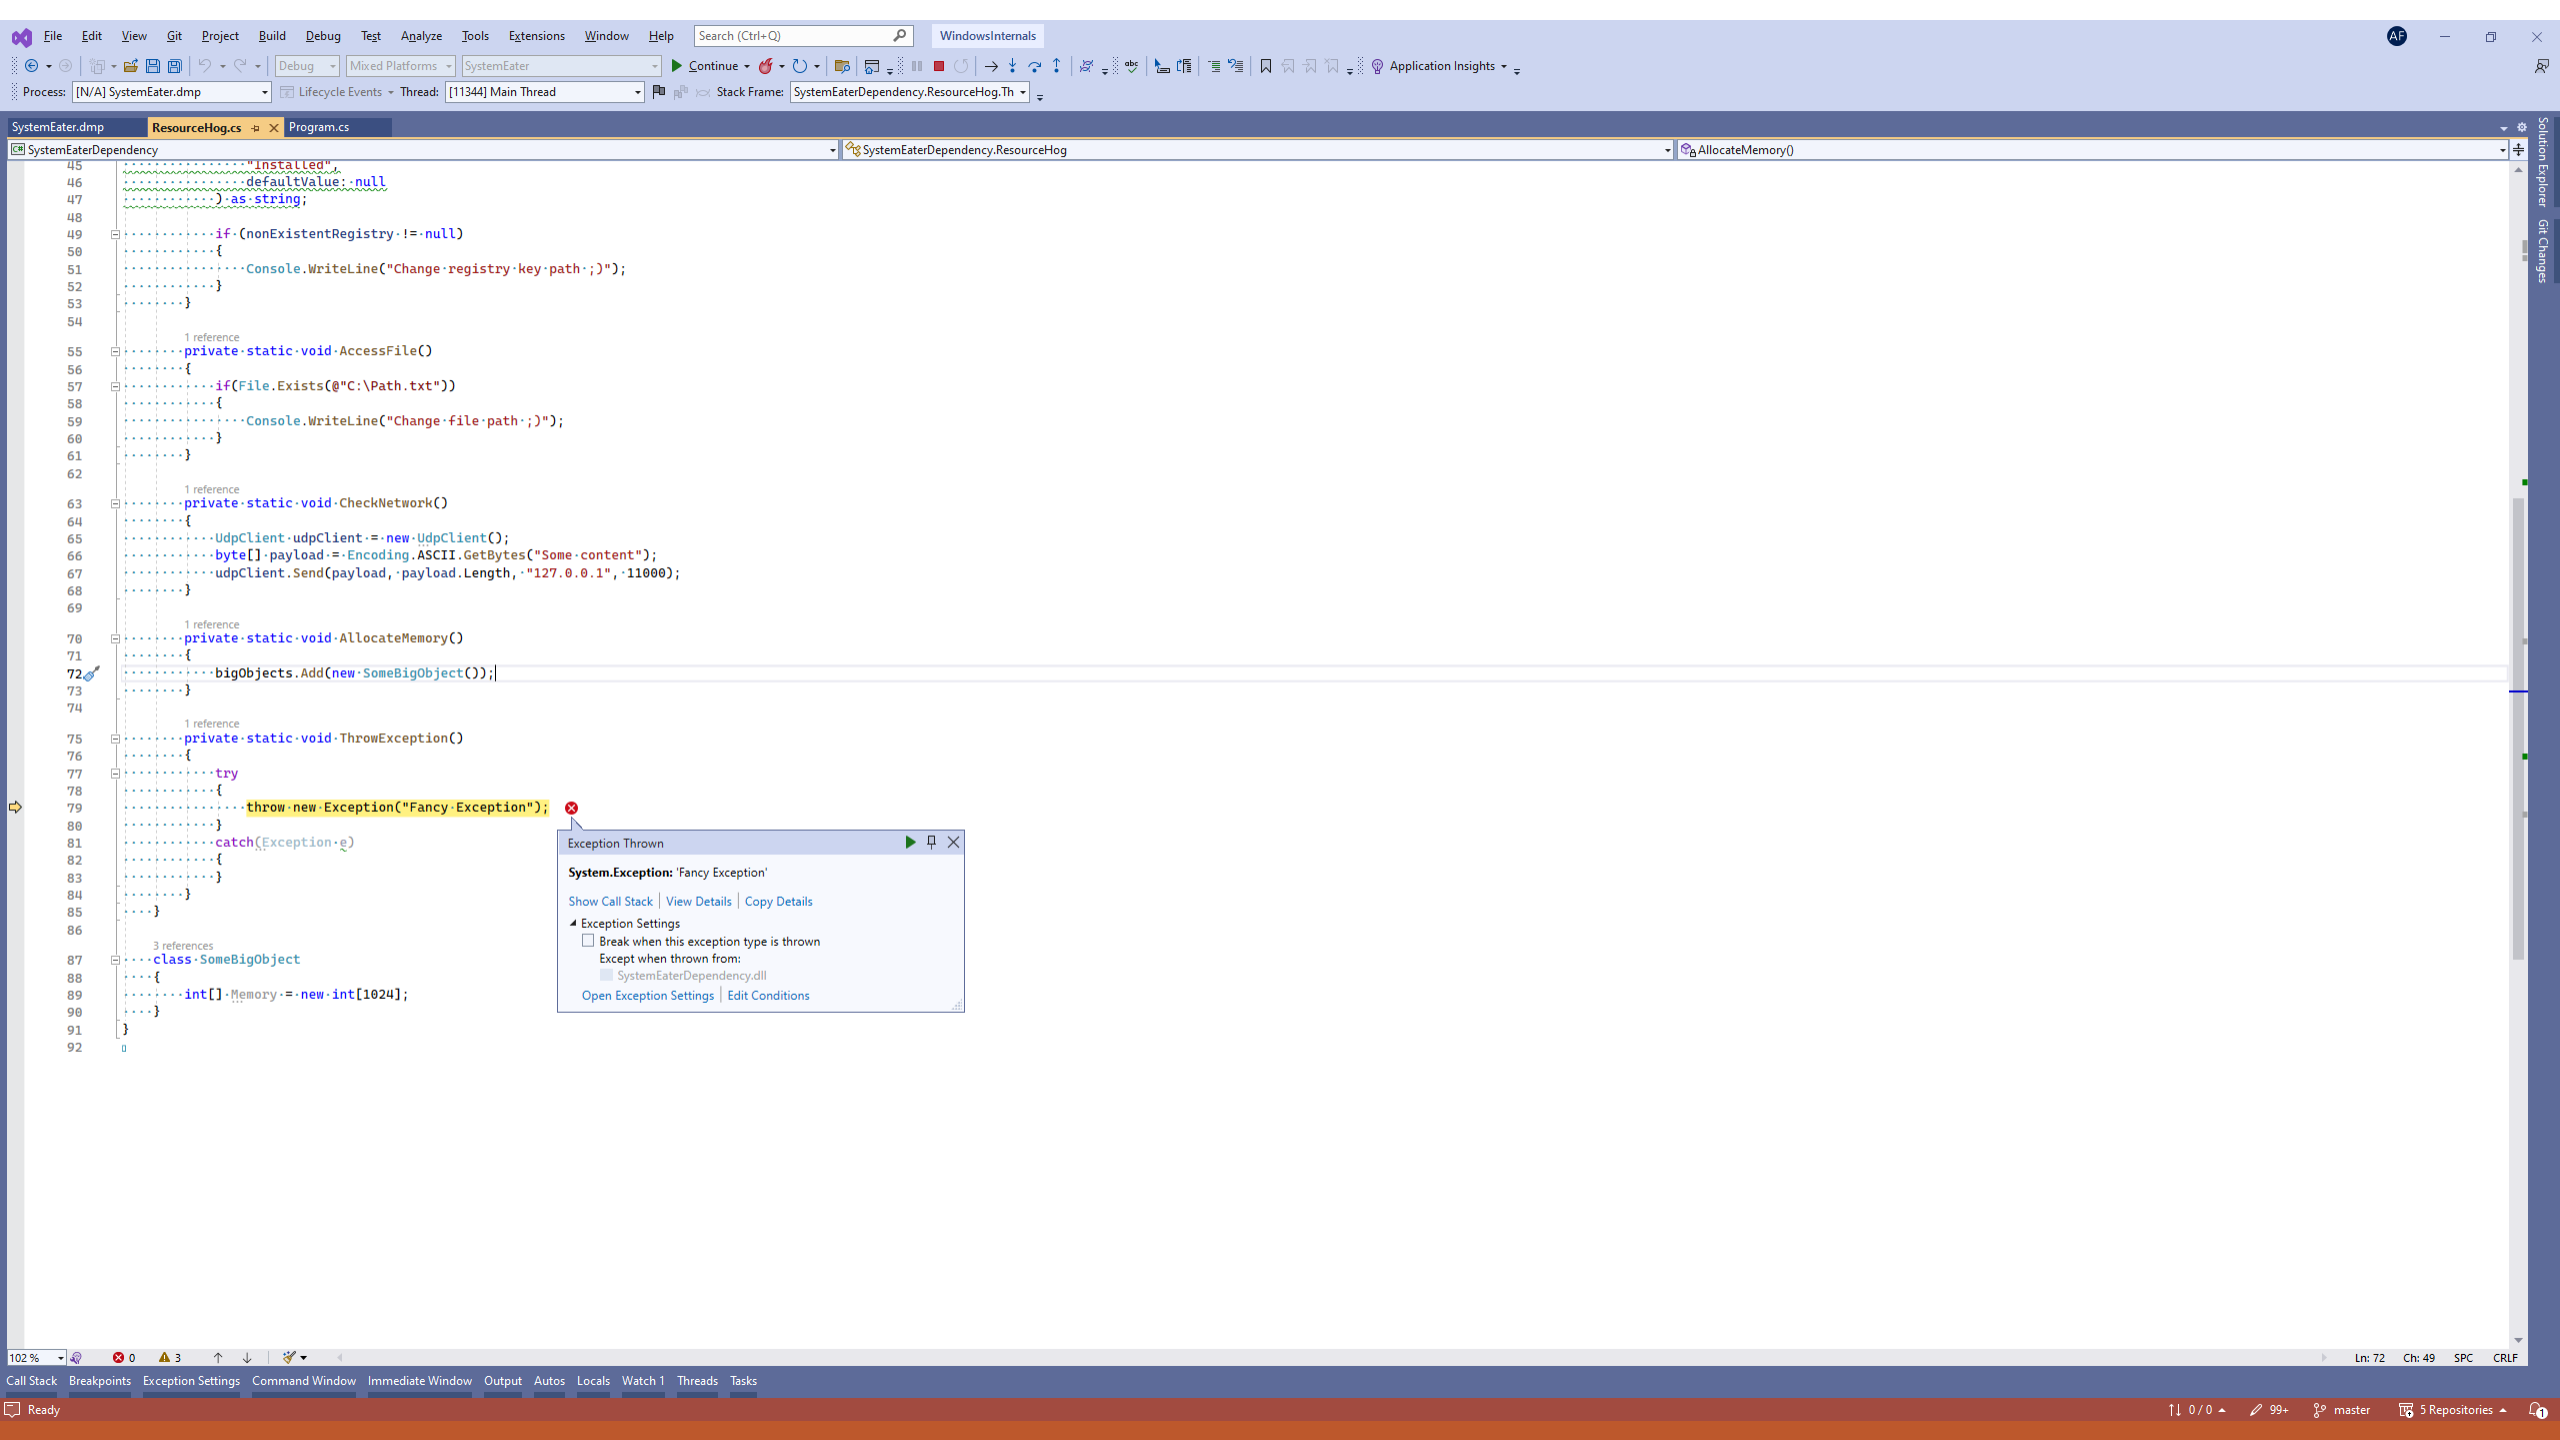 File Edit View Git Project Build Debug Test Analyze Tools Extensions Window Help Search (Ctrl+Q) WindowsInternals AF
Debug Mixed Platforms SystemEater Continue Application Insights
Process: [N/A] SystemEater.dmp Lifecycle Events Thread: [11344] Main Thread Stack Frame: SystemEaterDependency.ResourceHog.Th
SystemEater.dmp ResourceHog.cs Program.cs
SystemEaterDependency SystemEaterDependency.ResourceHog AllocateMemory()
Solution Explorer
Git Changes
45 "Installed",
46 defaultValue: null
47 ) as string;
48
49 if (nonExistentRegistry != null)
50 {
51 Console.WriteLine("Change registry key path ;)");
52 }
53 }
54
1 reference
55 private static void AccessFile()
56 {
57 if(File.Exists(@"C:\Path.txt"))
58 {
59 Console.WriteLine("Change file path ;)");
60 }
61 }
62
1 reference
63 private static void CheckNetwork()
64 {
65 UdpClient udpClient = new UdpClient();
66 byte[] payload = Encoding.ASCII.GetBytes("Some content");
67 udpClient.Send(payload, payload.Length, "127.0.0.1", 11000);
68 }
69
1 reference
70 private static void AllocateMemory()
71 {
72 bigObjects.Add(new SomeBigObject());
73 }
74
1 reference
75 private static void ThrowException()
76 {
77 try
78 {
79 throw new Exception("Fancy Exception");
80 }
81 catch(Exception e)
82 {
83 }
84 }
85 }
86
3 references
87 class SomeBigObject
88 {
89 int[] Memory = new int[1024];
90 }
91 }
92
Exception Thrown
System.Exception: 'Fancy Exception'
Show Call Stack View Details Copy Details
Exception Settings
Break when this exception type is thrown
Except when thrown from:
SystemEaterDependency.dll
Open Exception Settings Edit Conditions
102 % 0 3 Ln: 72 Ch: 49 SPC CRLF
Call Stack Breakpoints Exception Settings Command Window Immediate Window Output Autos Locals Watch 1 Threads Tasks
Ready 0 / 0 99+ master 5 Repositories 1